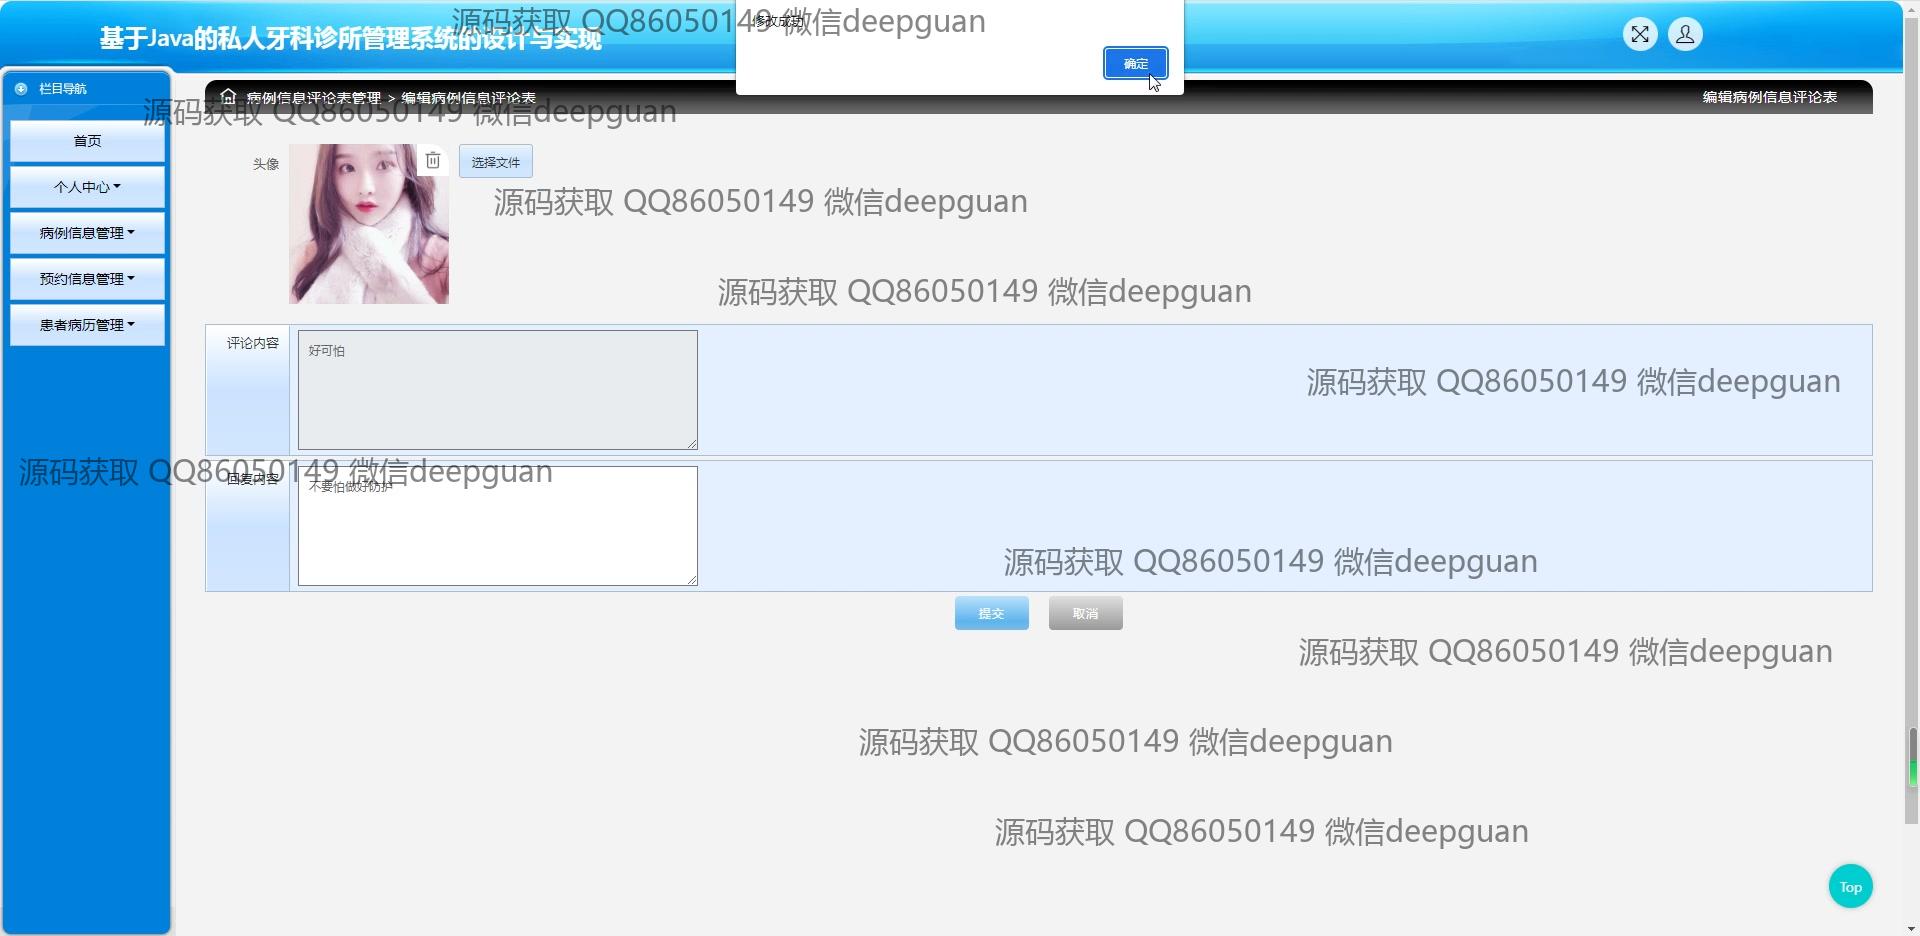 源码获取 QQ86050149 微信deepguan
修改成功
基于Java的私人牙科诊所管理系统的设计与实现
确定
栏目导航
病例信息评论表管理 > 编辑病例信息评论表
编辑病例信息评论表
源码获取 QQ86050149 微信deepguan
首页
头像
选择文件
个人中心
源码获取 QQ86050149 微信deepguan
病例信息管理
预约信息管理
源码获取 QQ86050149 微信deepguan
患者病历管理
评论内容
好可怕
源码获取 QQ86050149 微信deepguan
源码获取 QQ86050149 微信deepguan
回复内容
不要怕做好防护
源码获取 QQ86050149 微信deepguan
提交
取消
源码获取 QQ86050149 微信deepguan
源码获取 QQ86050149 微信deepguan
源码获取 QQ86050149 微信deepguan
Top